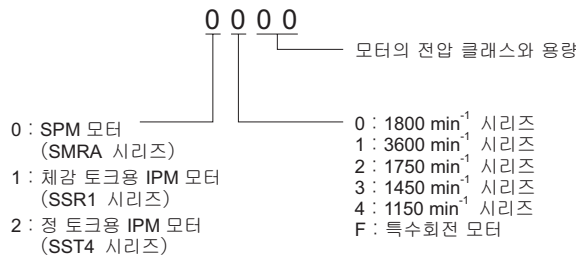 0 0 0 0
모터의 전압 클래스와 용량
0 : SPM 모터
(SMRA 시리즈)
1 : 체감 토크용 IPM 모터
(SSR1 시리즈)
2 : 정 토크용 IPM 모터
(SST4 시리즈)
0 : 1800 min⁻¹ 시리즈
1 : 3600 min⁻¹ 시리즈
2 : 1750 min⁻¹ 시리즈
3 : 1450 min⁻¹ 시리즈
4 : 1150 min⁻¹ 시리즈
F : 특수회전 모터